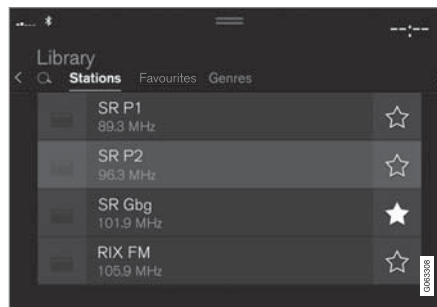 --:--
Library
Stations Favourites Genres
SR P1
89.3 MHz
SR P2
96.3 MHz
SR Gbg
101.9 MHz
RIX FM
105.9 MHz
G063308